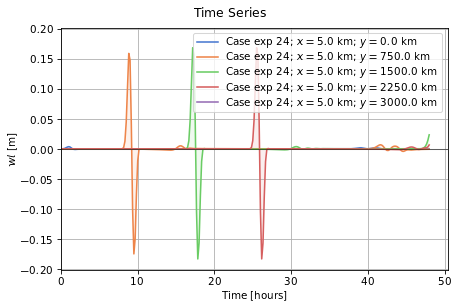 Time Series
Case exp 24; x = 5.0 km; y = 0.0 km
Case exp 24; x = 5.0 km; y = 750.0 km
Case exp 24; x = 5.0 km; y = 1500.0 km
Case exp 24; x = 5.0 km; y = 2250.0 km
Case exp 24; x = 5.0 km; y = 3000.0 km
wl [m]
0.20
0.15
0.10
0.05
0.00
−0.05
−0.10
−0.15
−0.20
0 10 20 30 40 50
Time [hours]